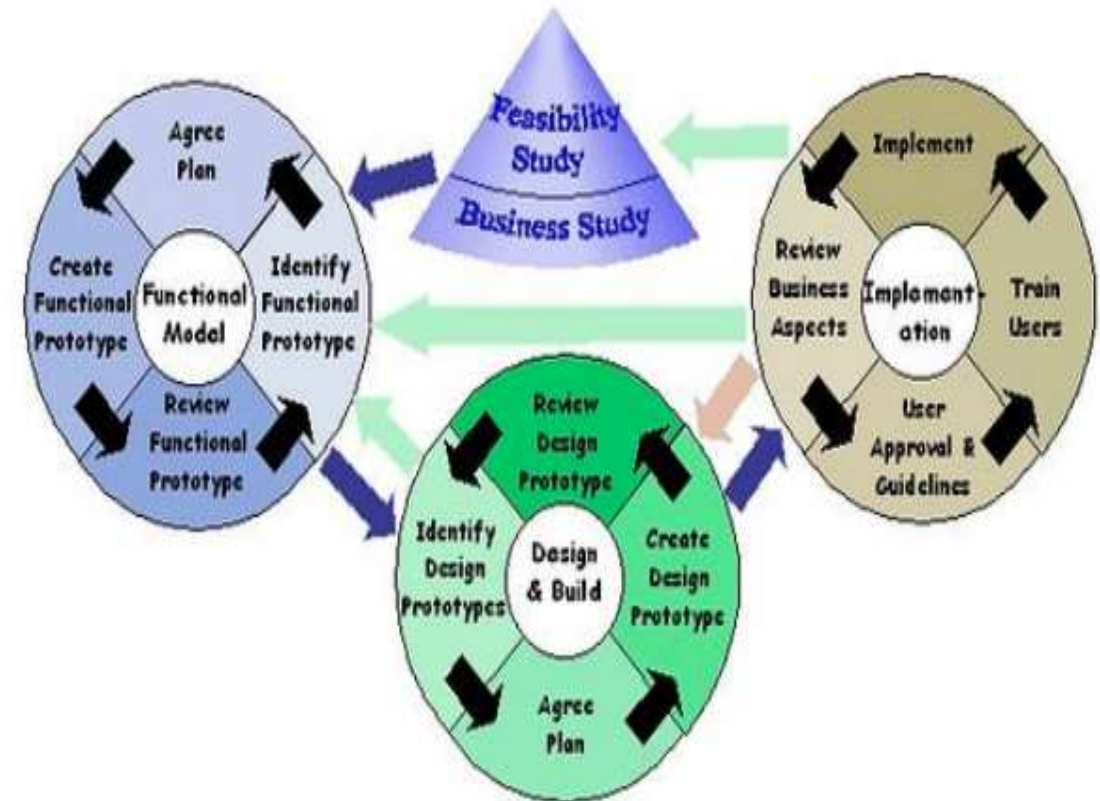 Feasibility
Study
Business Study
Agree
Plan
Create
Functional
Prototype
Functional
Model
Identify
Functional
Prototype
Review
Functional
Prototype
Review
Design
Prototype
Identify
Design
Prototypes
Design
& Build
Create
Design
Prototype
Agree
Plan
Implement
Review
Business
Aspects
Implement-
ation
Train
Users
User
Approval &
Guidelines